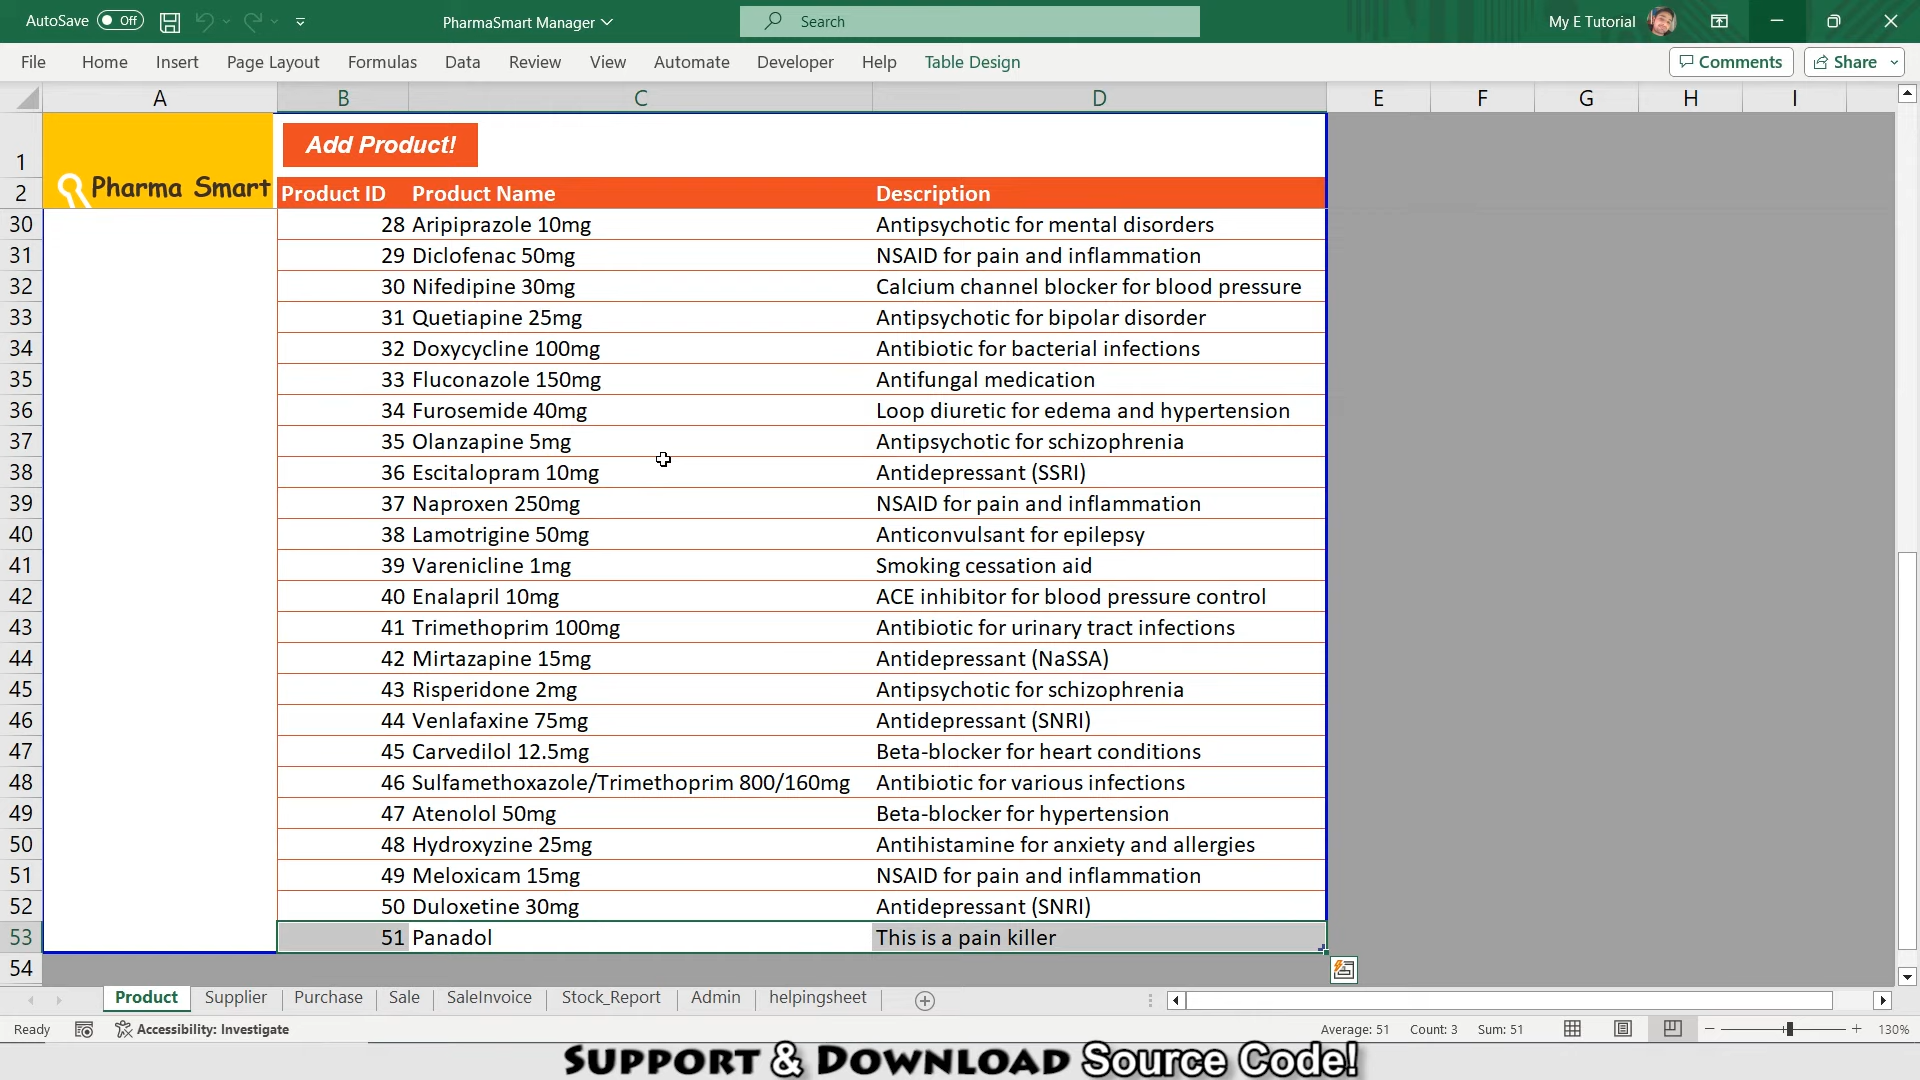 AutoSave Off PharmaSmart Manager Search My E Tutorial
File Home Insert Page Layout Formulas Data Review View Automate Developer Help Table Design Comments Share
A B C D E F G H I
1 Add Product!
Pharma Smart
2 Product ID Product Name Description
30 28 Aripiprazole 10mg Antipsychotic for mental disorders
31 29 Diclofenac 50mg NSAID for pain and inflammation
32 30 Nifedipine 30mg Calcium channel blocker for blood pressure
33 31 Quetiapine 25mg Antipsychotic for bipolar disorder
34 32 Doxycycline 100mg Antibiotic for bacterial infections
35 33 Fluconazole 150mg Antifungal medication
36 34 Furosemide 40mg Loop diuretic for edema and hypertension
37 35 Olanzapine 5mg Antipsychotic for schizophrenia
38 36 Escitalopram 10mg Antidepressant (SSRI)
39 37 Naproxen 250mg NSAID for pain and inflammation
40 38 Lamotrigine 50mg Anticonvulsant for epilepsy
41 39 Varenicline 1mg Smoking cessation aid
42 40 Enalapril 10mg ACE inhibitor for blood pressure control
43 41 Trimethoprim 100mg Antibiotic for urinary tract infections
44 42 Mirtazapine 15mg Antidepressant (NaSSA)
45 43 Risperidone 2mg Antipsychotic for schizophrenia
46 44 Venlafaxine 75mg Antidepressant (SNRI)
47 45 Carvedilol 12.5mg Beta-blocker for heart conditions
48 46 Sulfamethoxazole/Trimethoprim 800/160mg Antibiotic for various infections
49 47 Atenolol 50mg Beta-blocker for hypertension
50 48 Hydroxyzine 25mg Antihistamine for anxiety and allergies
51 49 Meloxicam 15mg NSAID for pain and inflammation
52 50 Duloxetine 30mg Antidepressant (SNRI)
53 51 Panadol This is a pain killer
54
Product Supplier Purchase Sale SaleInvoice Stock_Report Admin helpingsheet
Ready Accessibility: Investigate Average: 51 Count: 3 Sum: 51 130%
Support & Download Source Code!